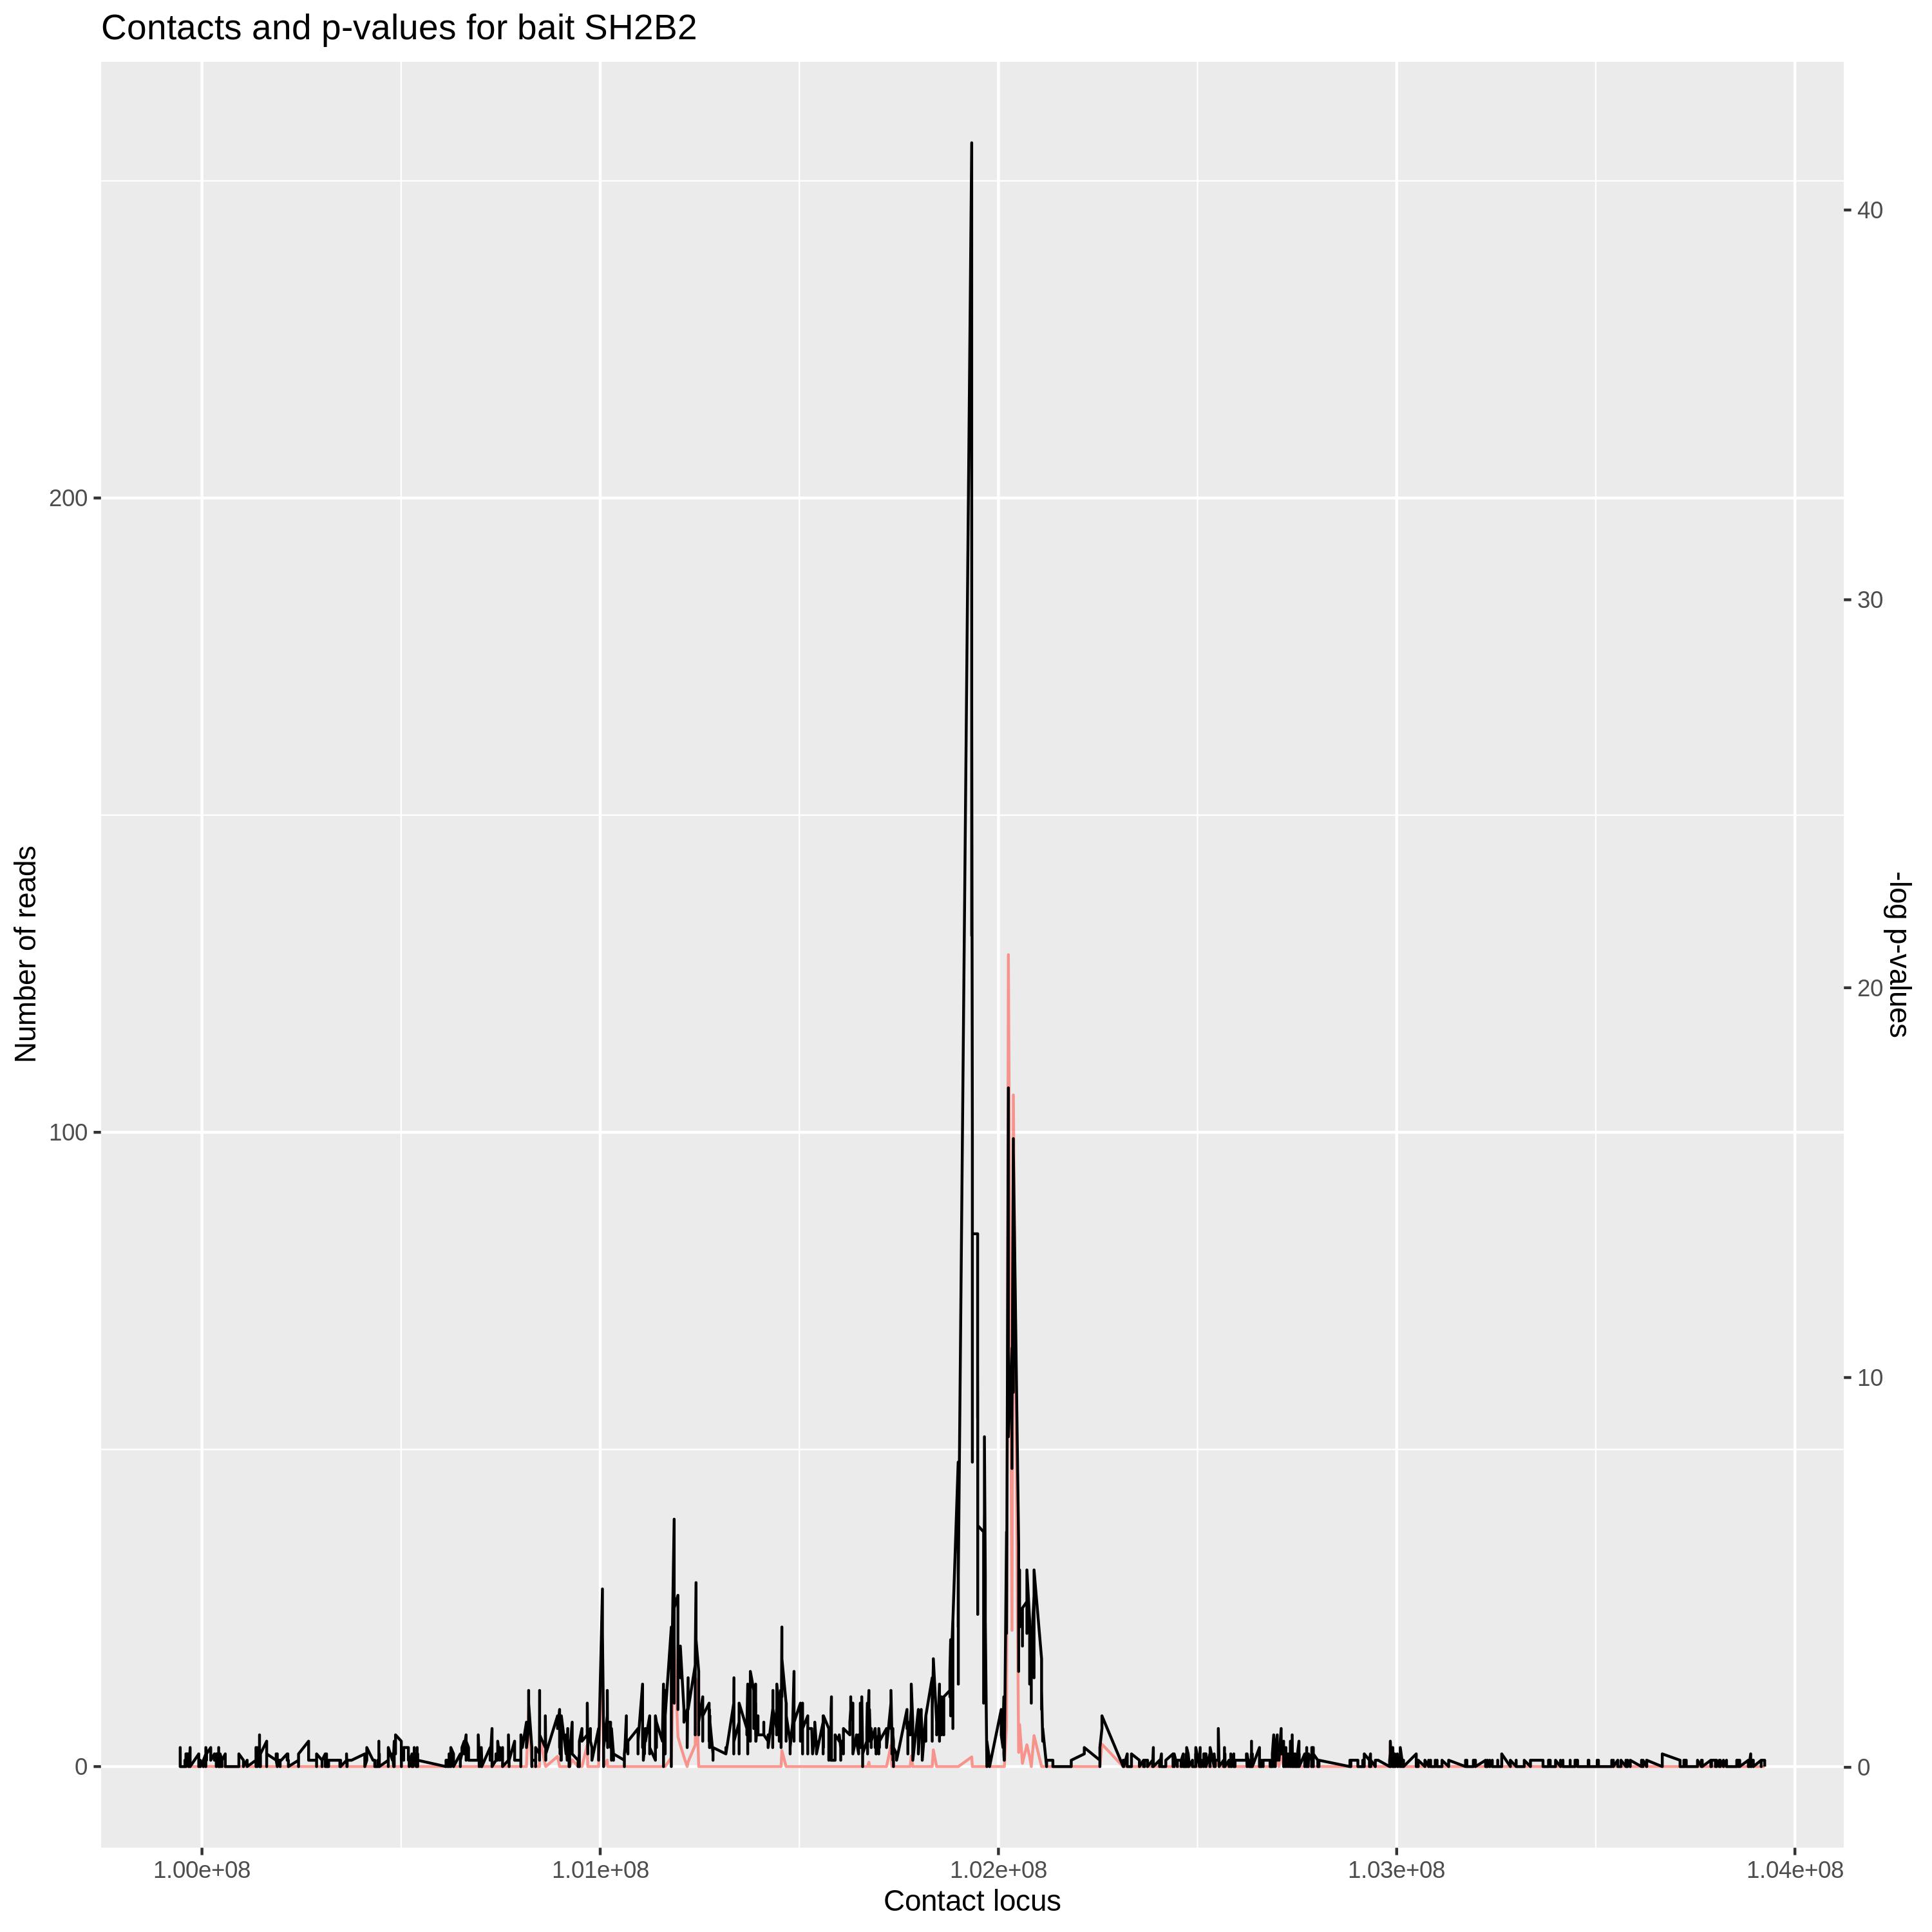 Contacts and p-values for bait SH2B2
Number of reads
200
100
0
40
30
20
10
0
-log p-values
1.00e+08
1.01e+08
1.02e+08
1.03e+08
1.04e+08
Contact locus